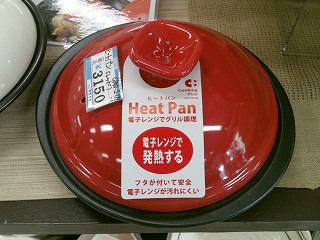 3150
Cooking
ヒートパン
Heat Pan
電子レンジでグリル調理
電子レンジで
発熱する
フタが付いて安全
電子レンジが汚れにくい